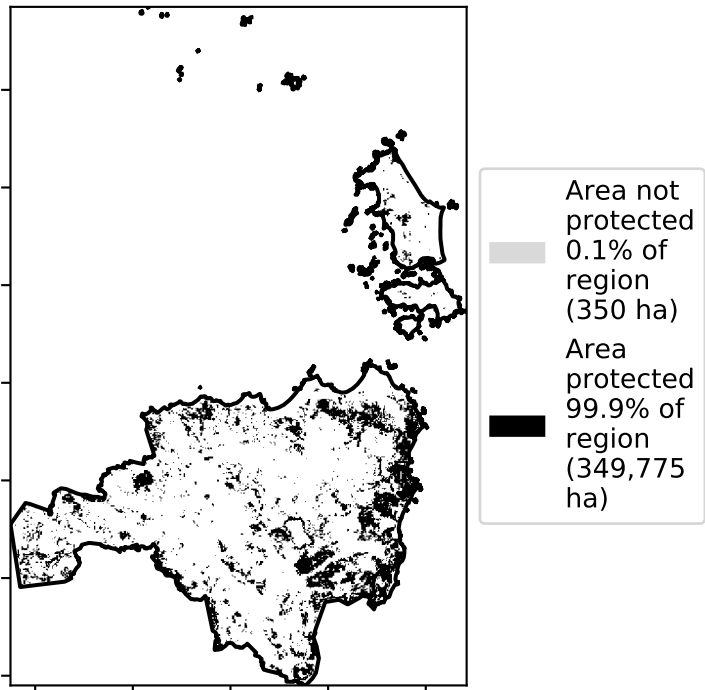 Area not
protected
0.1% of
region
(350 ha)
Area
protected
99.9% of
region
(349,775
ha)